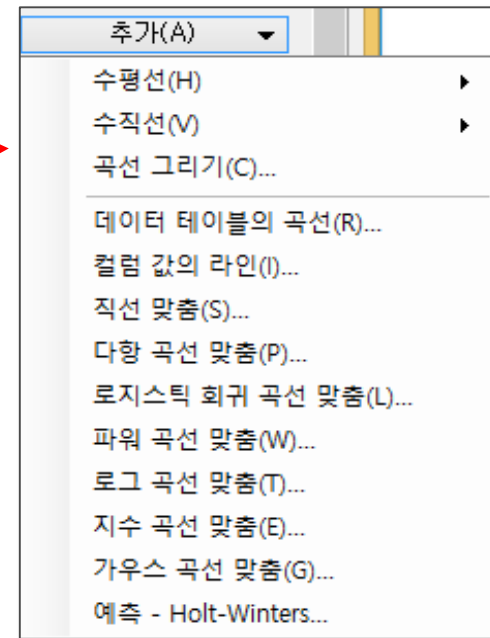 추가(A)
수평선(H)
수직선(V)
곡선 그리기(C)...
데이터 테이블의 곡선(R)...
컬럼 값의 라인(I)...
직선 맞춤(S)...
다항 곡선 맞춤(P)...
로지스틱 회귀 곡선 맞춤(L)...
파워 곡선 맞춤(W)...
로그 곡선 맞춤(T)...
지수 곡선 맞춤(E)...
가우스 곡선 맞춤(G)...
예측 - Holt-Winters...